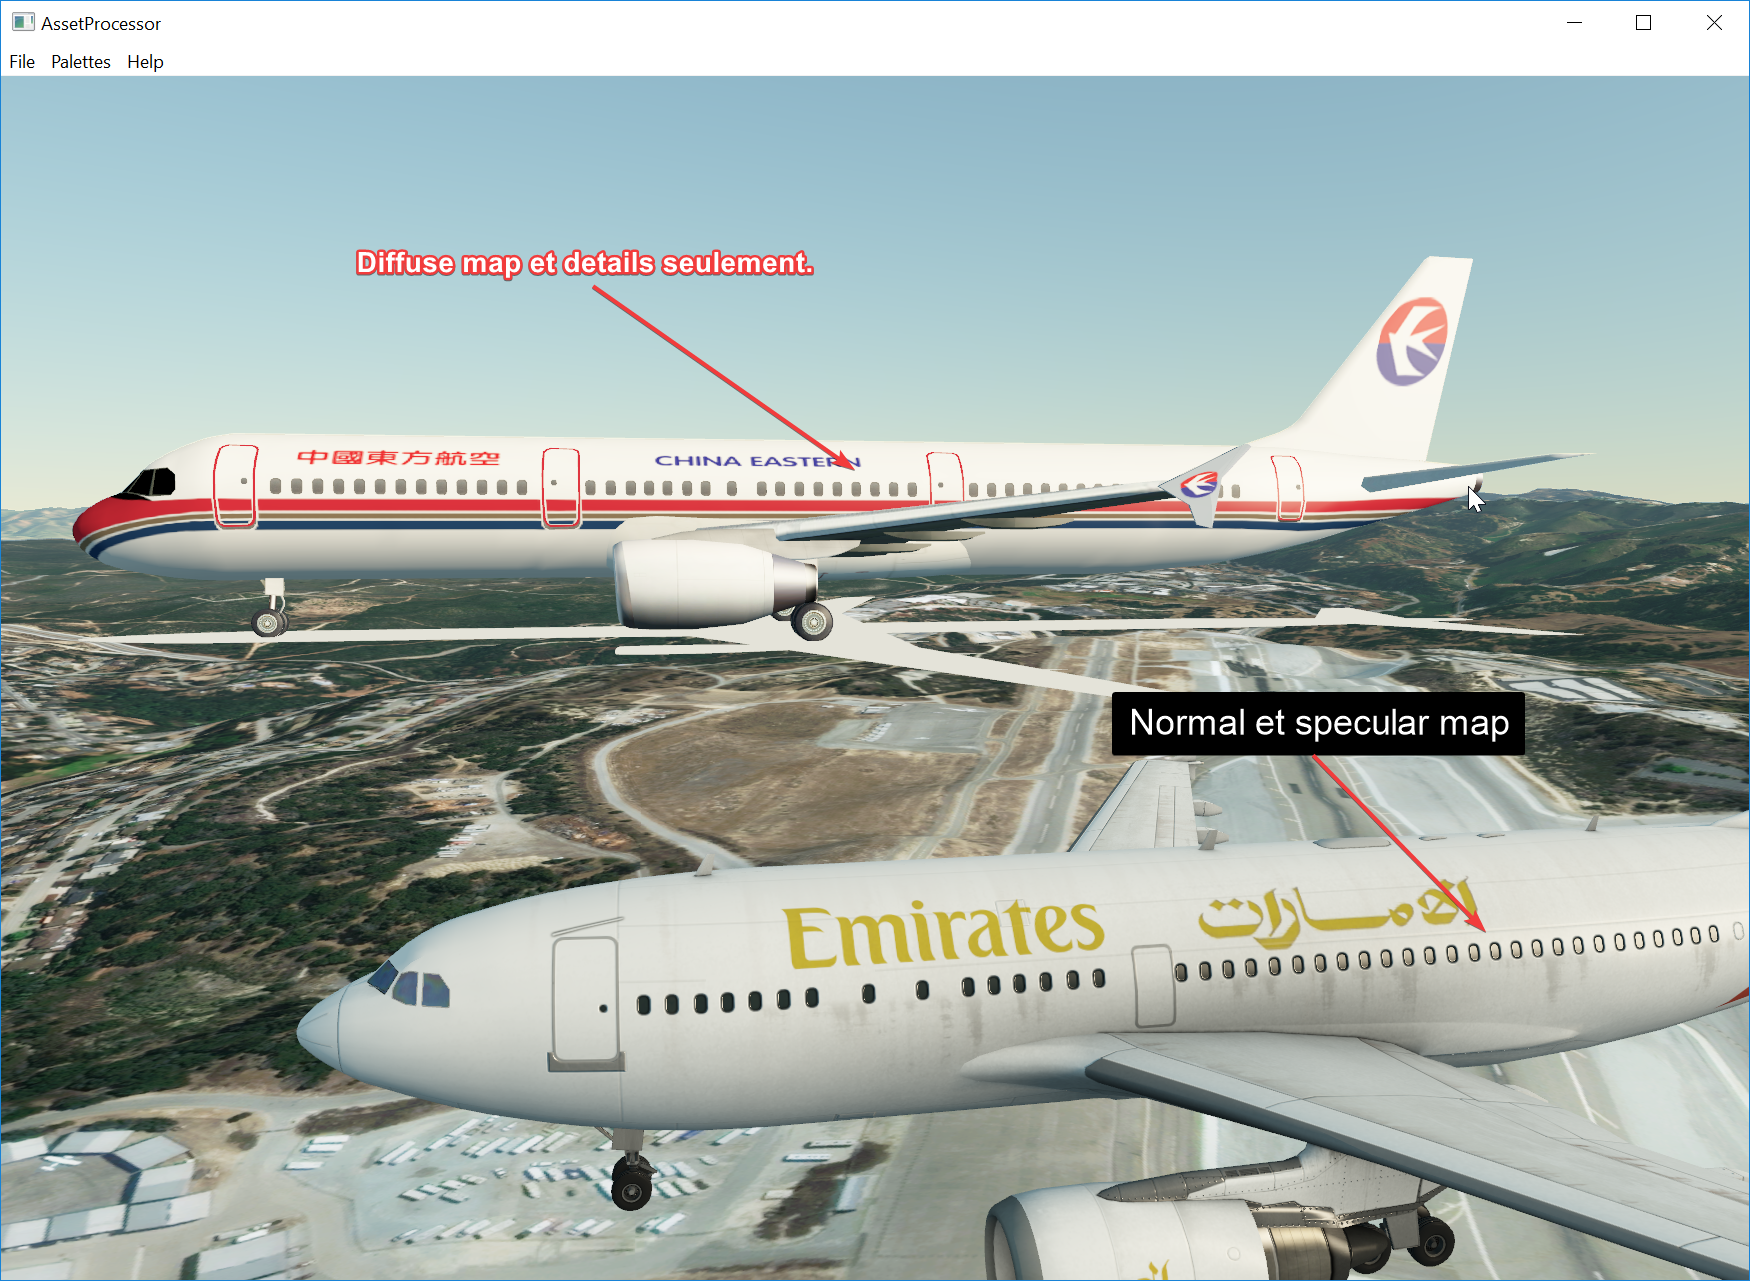 AssetProcessor
File Palettes Help
Diffuse map et details seulement.
中國東方航空
CHINA EASTERN
Normal et specular map
Emirates
الامارات